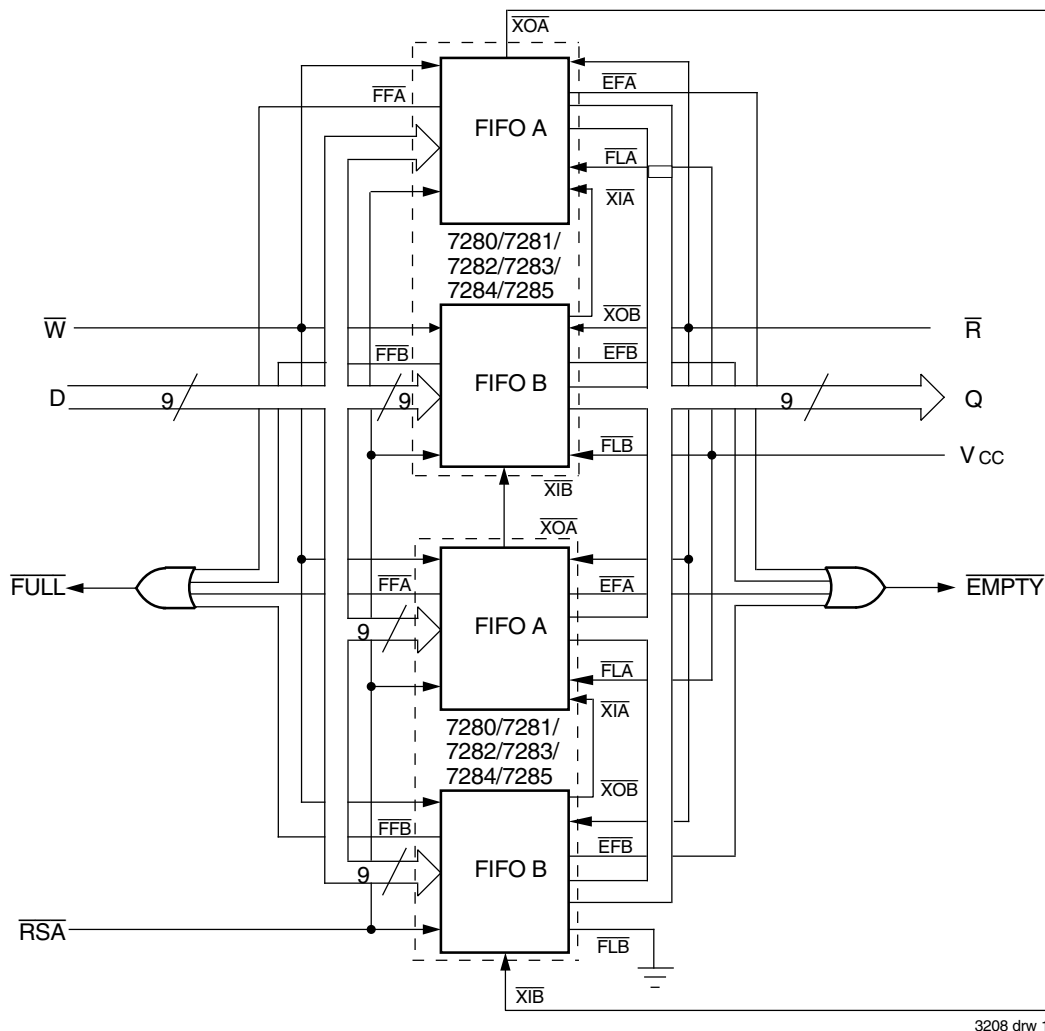 XOA
FFA
EFA
FIFO A
FLA
XIA
7280/7281/
7282/7283/
7284/7285
W
XOB
R
FFB
EFB
FIFO B
D
9
9
9
Q
FLB
V CC
XIB
XOA
FULL
FFA
EFA
EMPTY
FIFO A
9
FLA
XIA
7280/7281/
7282/7283/
7284/7285
XOB
FFB
EFB
FIFO B
9
RSA
FLB
XIB
3208 drw 1